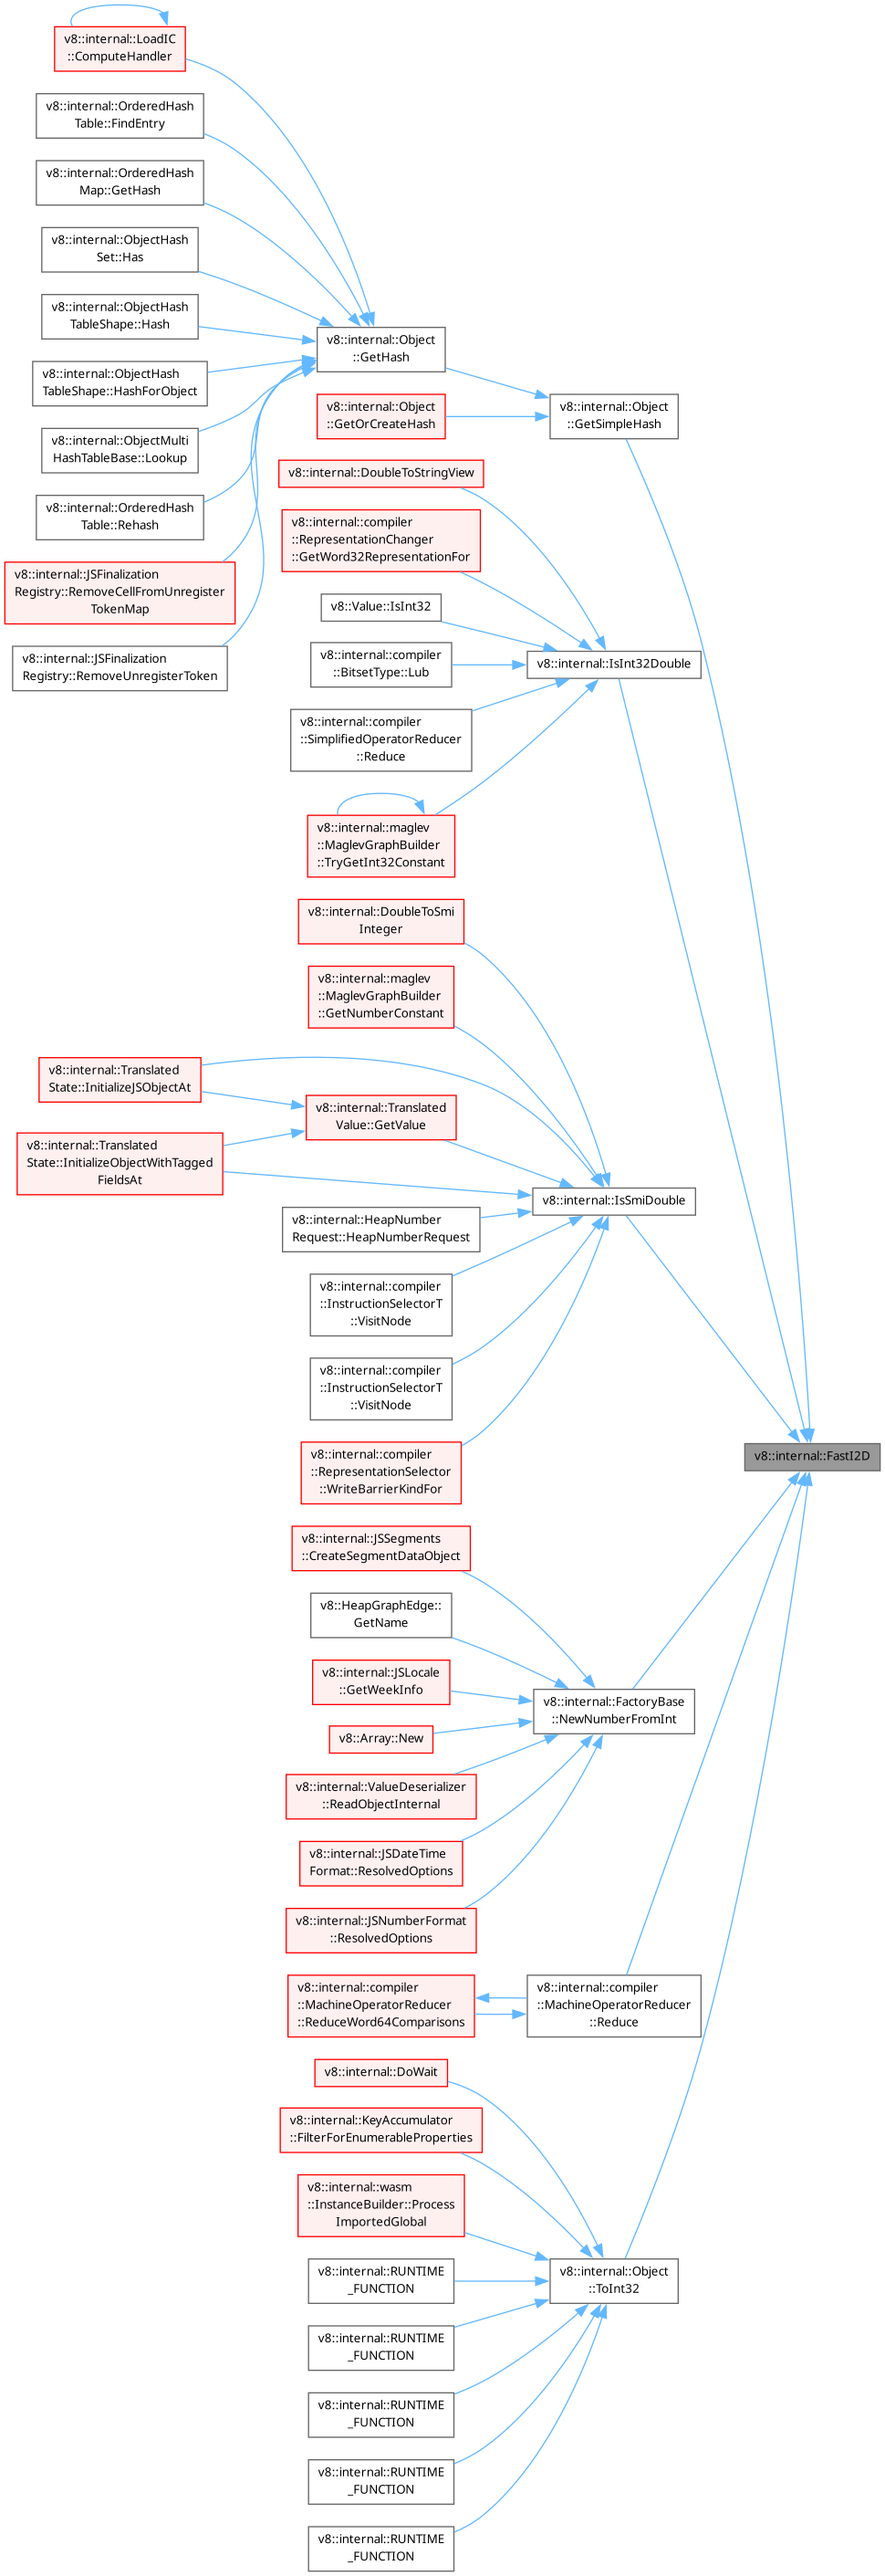 v8::internal::LoadIC
::ComputeHandler
v8::internal::OrderedHash
Table::FindEntry
v8::internal::OrderedHash
Map::GetHash
v8::internal::ObjectHash
Set::Has
v8::internal::ObjectHash
TableShape::Hash
v8::internal::Object
::GetHash
v8::internal::ObjectHash
TableShape::HashForObject
v8::internal::Object
::GetOrCreateHash
v8::internal::Object
::GetSimpleHash
v8::internal::ObjectMulti
HashTableBase::Lookup
v8::internal::DoubleToStringView
v8::internal::OrderedHash
Table::Rehash
v8::internal::compiler
::RepresentationChanger
::GetWord32RepresentationFor
v8::internal::JSFinalization
Registry::RemoveCellFromUnregister
TokenMap
v8::Value::IsInt32
v8::internal::JSFinalization
Registry::RemoveUnregisterToken
v8::internal::compiler
::BitsetType::Lub
v8::internal::IsInt32Double
v8::internal::compiler
::SimplifiedOperatorReducer
::Reduce
v8::internal::maglev
::MaglevGraphBuilder
::TryGetInt32Constant
v8::internal::DoubleToSmi
Integer
v8::internal::maglev
::MaglevGraphBuilder
::GetNumberConstant
v8::internal::Translated
State::InitializeJSObjectAt
v8::internal::Translated
Value::GetValue
v8::internal::Translated
State::InitializeObjectWithTagged
FieldsAt
v8::internal::IsSmiDouble
v8::internal::HeapNumber
Request::HeapNumberRequest
v8::internal::compiler
::InstructionSelectorT
::VisitNode
v8::internal::compiler
::InstructionSelectorT
::VisitNode
v8::internal::FastI2D
v8::internal::compiler
::RepresentationSelector
::WriteBarrierKindFor
v8::internal::JSSegments
::CreateSegmentDataObject
v8::HeapGraphEdge::
GetName
v8::internal::JSLocale
::GetWeekInfo
v8::internal::FactoryBase
::NewNumberFromInt
v8::Array::New
v8::internal::ValueDeserializer
::ReadObjectInternal
v8::internal::JSDateTime
Format::ResolvedOptions
v8::internal::JSNumberFormat
::ResolvedOptions
v8::internal::compiler
::MachineOperatorReducer
::ReduceWord64Comparisons
v8::internal::compiler
::MachineOperatorReducer
::Reduce
v8::internal::DoWait
v8::internal::KeyAccumulator
::FilterForEnumerableProperties
v8::internal::wasm
::InstanceBuilder::Process
ImportedGlobal
v8::internal::Object
::ToInt32
v8::internal::RUNTIME
_FUNCTION
v8::internal::RUNTIME
_FUNCTION
v8::internal::RUNTIME
_FUNCTION
v8::internal::RUNTIME
_FUNCTION
v8::internal::RUNTIME
_FUNCTION